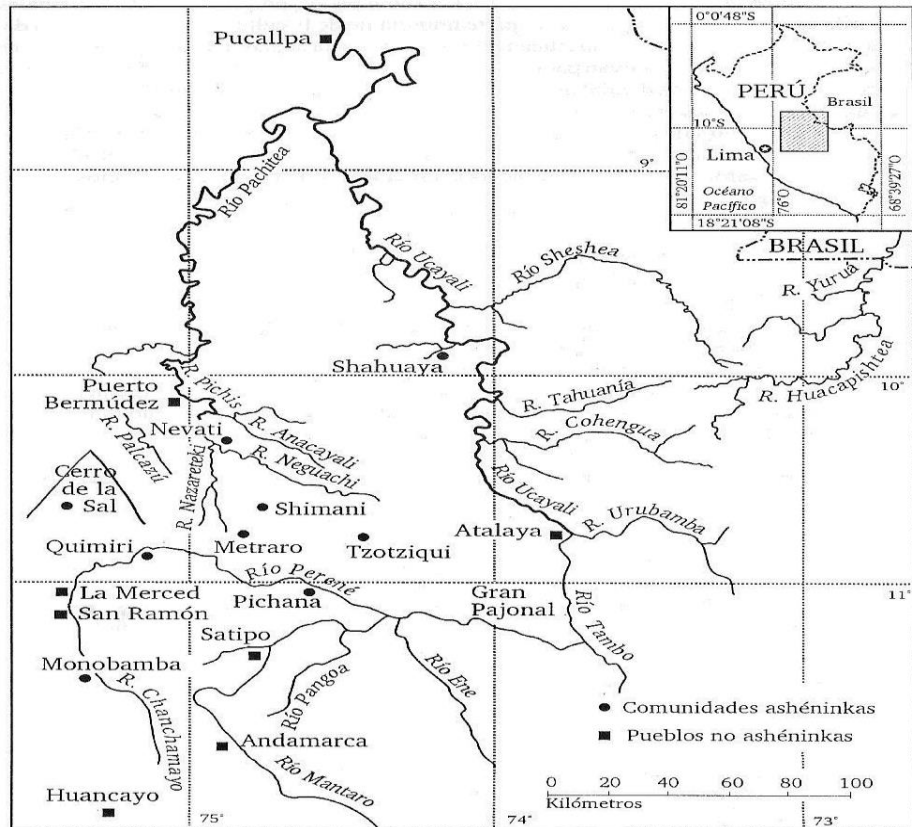 Pucallpa
0°0'48"S
PERÚ
Brasil
10°S
Lima
Océano
Pacífico
18°21'08"S
81°20'11"O
76°O
68°39'27"O
9°
Río Pachitea
Río Ucayali
Río Sheshea
BRASIL
R. Yuruá
Shahuaya
10°
R. Huacapishtea
R. Tahuanía
R. Cohengua
Puerto
Bermúdez
R. Pichis
Nevati
R. Anacayali
R. Neguachi
R. Palcazú
R. Nazareteki
Cerro
de la
Sal
Shimani
Metraro
Tzotziqui
Río Ucayali
Atalaya
R. Urubamba
Quimiri
Río Perené
Pichana
Gran
Pajonal
11°
La Merced
San Ramón
Satipo
Río Tambo
Monobamba
R. Chanchamayo
Río Pangoa
Río Ene
Andamarca
Río Mantaro
Huancayo
Comunidades ashéninkas
Pueblos no ashéninkas
0 20 40 60 80 100
Kilómetros
75° 74° 73°